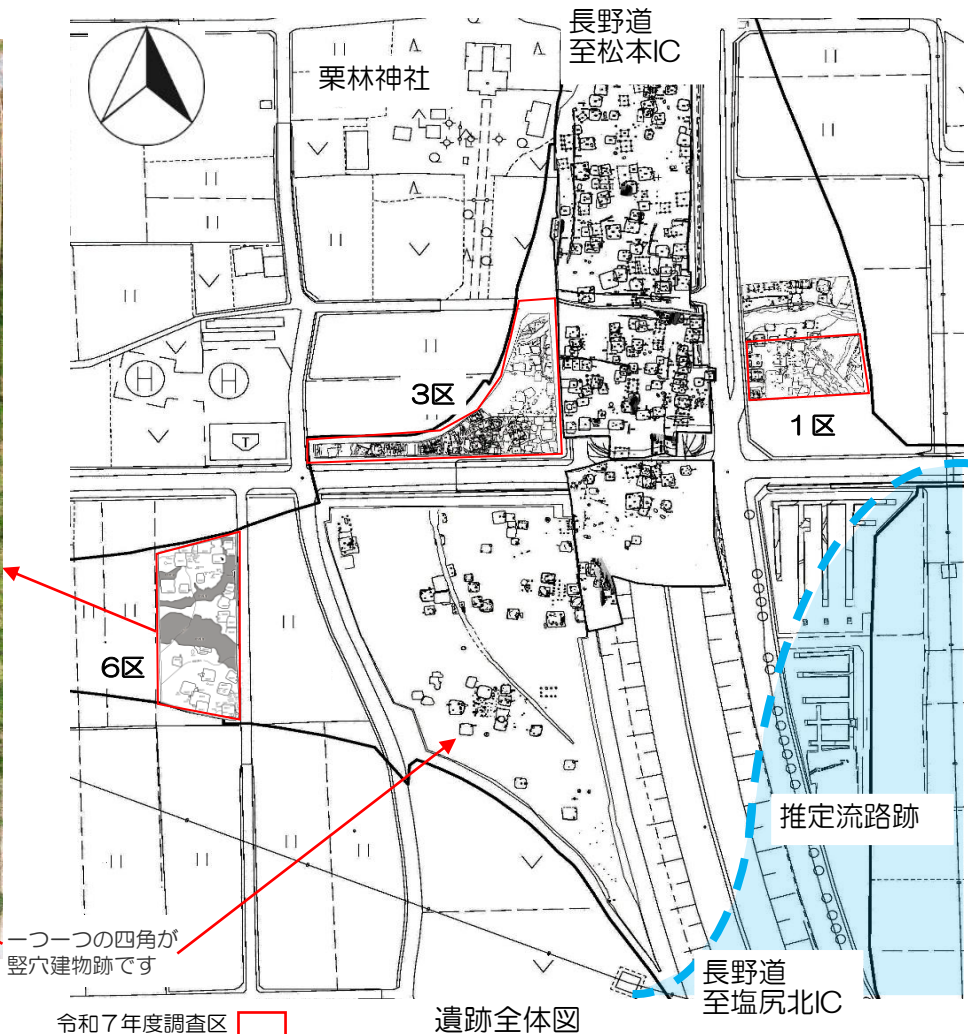 長野道
至松本IC
栗林神社
3区
1区
H
H
T
6区
推定流路跡
一つ一つの四角が
竪穴建物跡です
長野道
至塩尻北IC
令和7年度調査区
遺跡全体図